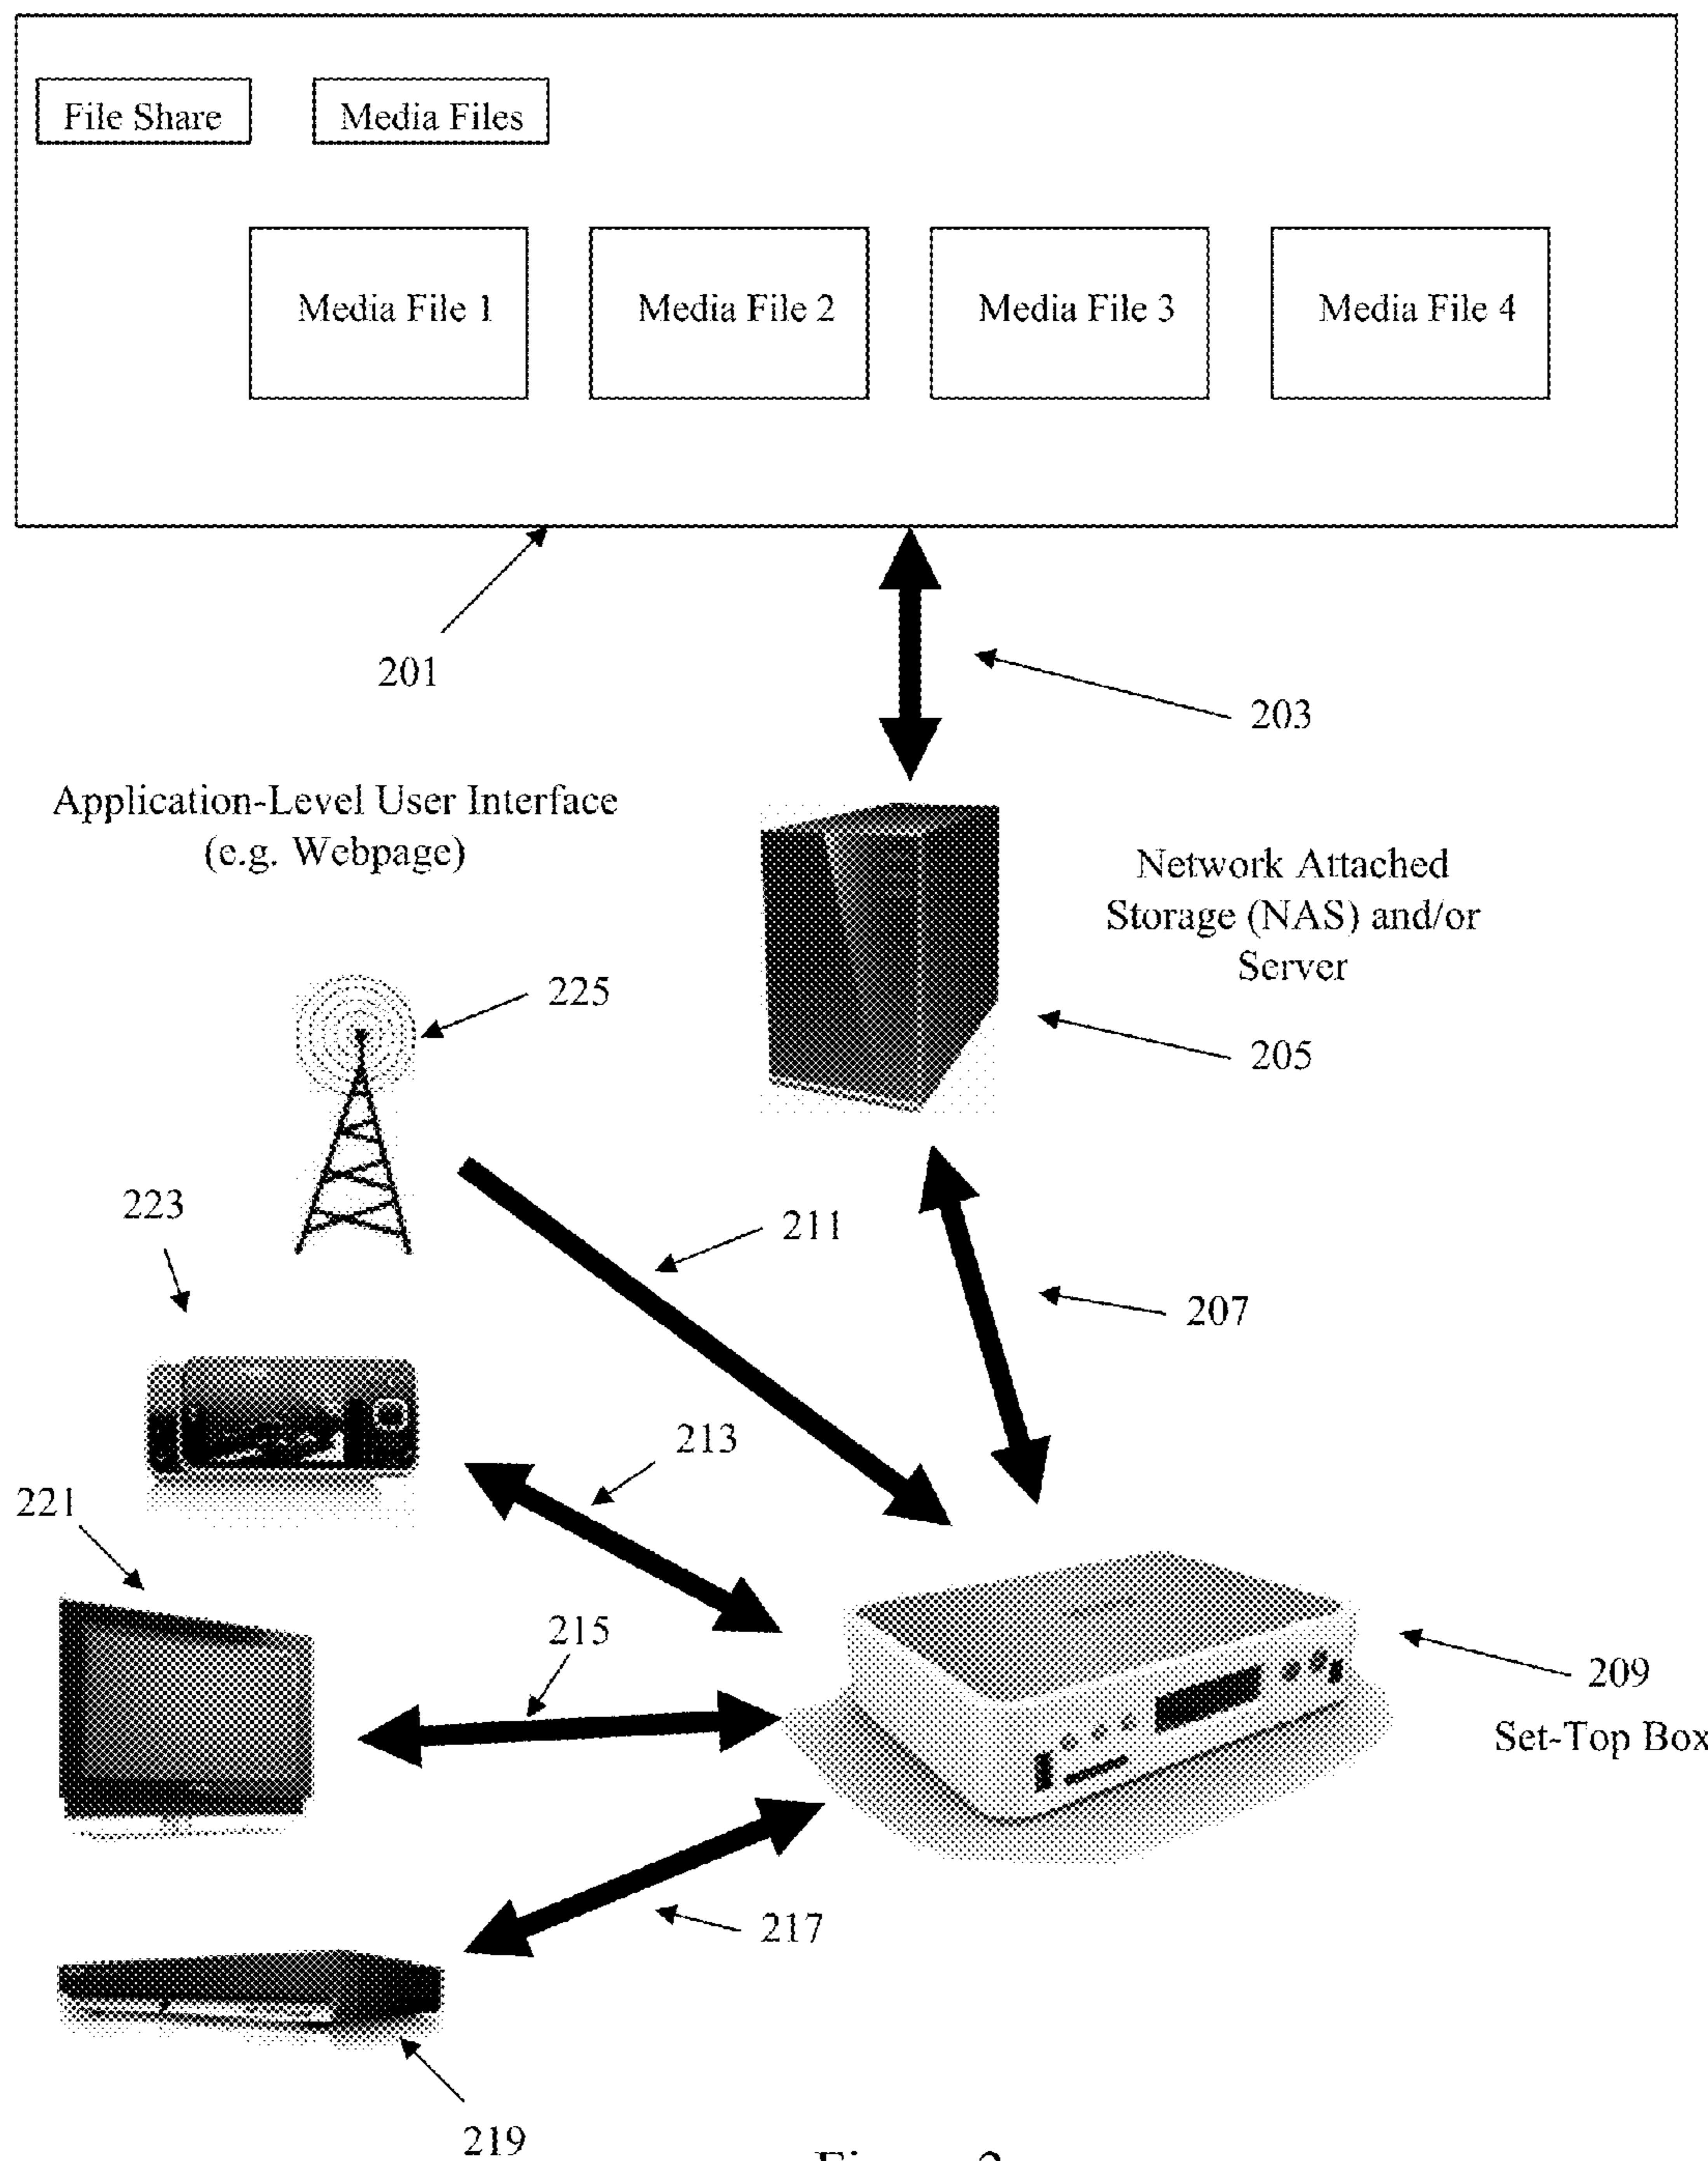 File Share
Media Files
Media File 1
Media File 2
Media File 3
Media File 4
201
203
Application-Level User Interface
(e.g. Webpage)
Network Attached
Storage (NAS) and/or
Server
225
205
223
211
207
213
221
215
209
Set-Top Box
217
219